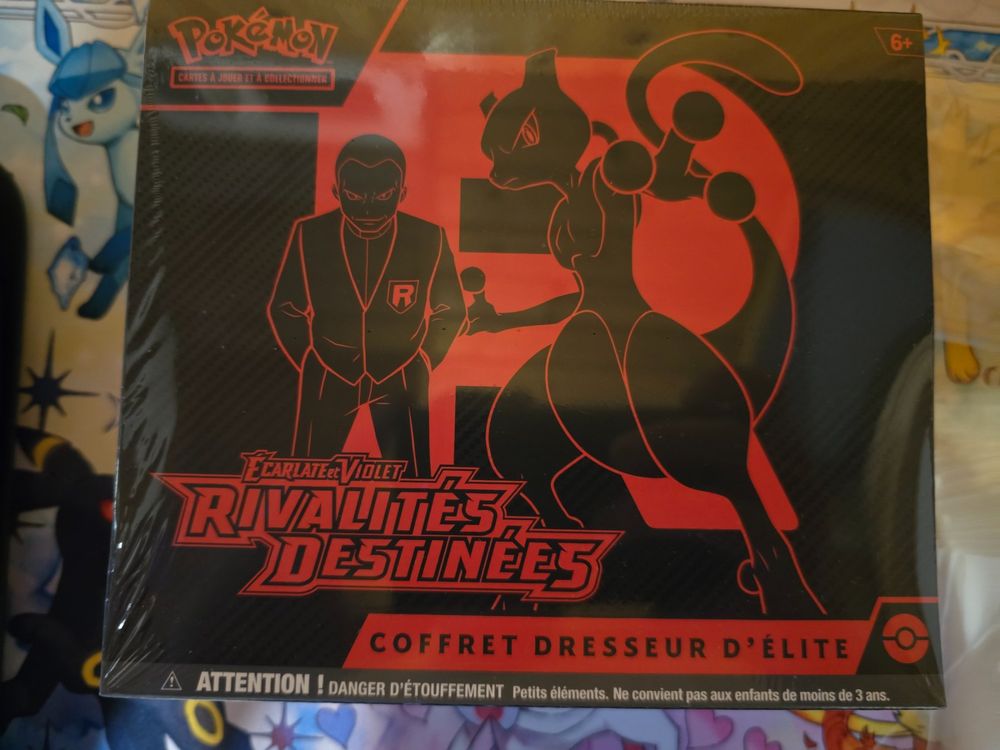 POKÉMON
CARTES À JOUER ET À COLLECTIONNER
6+
R
ÉCARLATE ET VIOLET
RIVALITÉS
DESTINÉES
COFFRET DRESSEUR D'ÉLITE
ATTENTION ! DANGER D'ÉTOUFFEMENT Petits éléments. Ne convient pas aux enfants de moins de 3 ans.